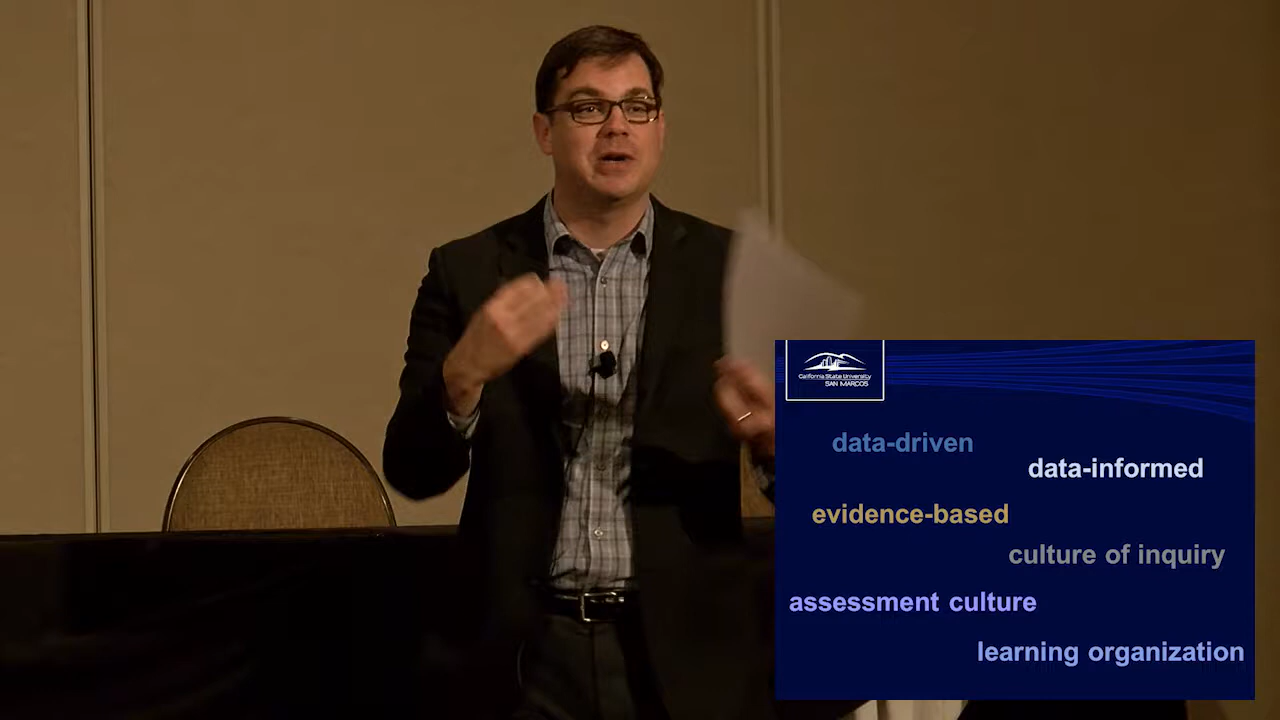 California State University
SAN MARCOS
data-driven
data-informed
evidence-based
culture of inquiry
assessment culture
learning organization